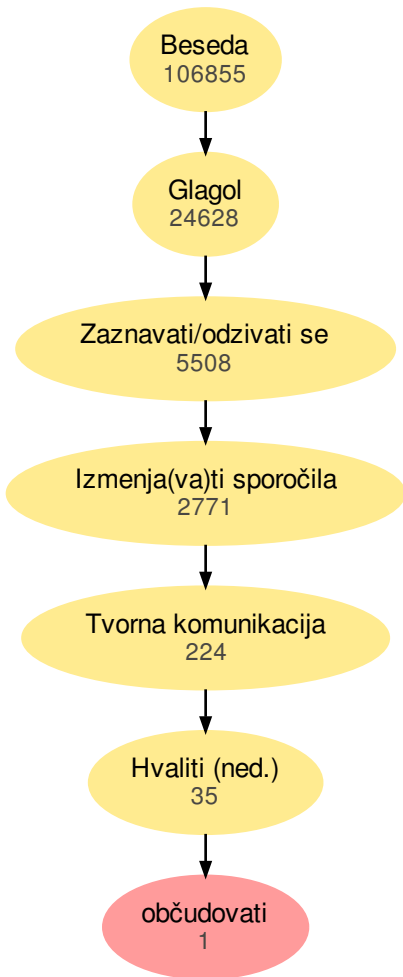 Beseda
106855
Glagol
24628
Zaznavati/odzivati se
5508
Izmenja(va)ti sporočila
2771
Tvorna komunikacija
224
Hvaliti (ned.)
35
občudovati
1